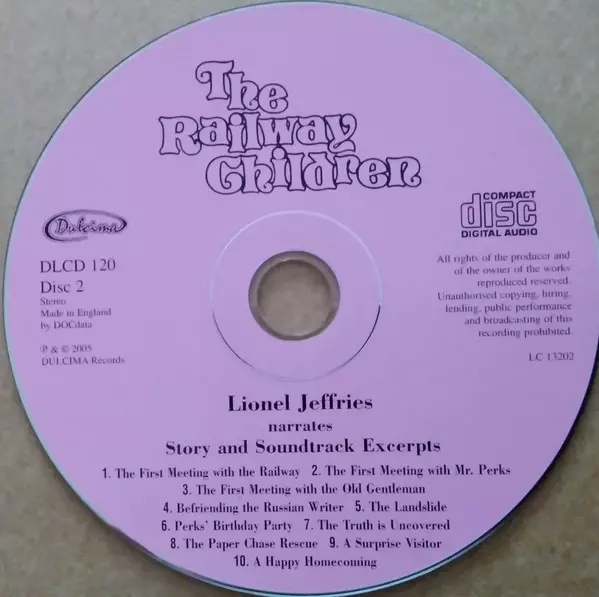 The
Railway
Children
Dulcima
COMPACT
disc
DIGITAL AUDIO
DLCD 120
Disc 2
Stereo
Made in England
by DOCdata
℗ & © 2005
DULCIMA Records
All rights of the producer and
of the owner of the works
reproduced reserved.
Unauthorised copying, hiring,
lending, public performance
and broadcasting of this
recording prohibited.
LC 13202
Lionel Jeffries
narrates
Story and Soundtrack Excerpts
1. The First Meeting with the Railway 2. The First Meeting with Mr. Perks
3. The First Meeting with the Old Gentleman
4. Befriending the Russian Writer 5. The Landslide
6. Perks' Birthday Party 7. The Truth is Uncovered
8. The Paper Chase Rescue 9. A Surprise Visitor
10. A Happy Homecoming